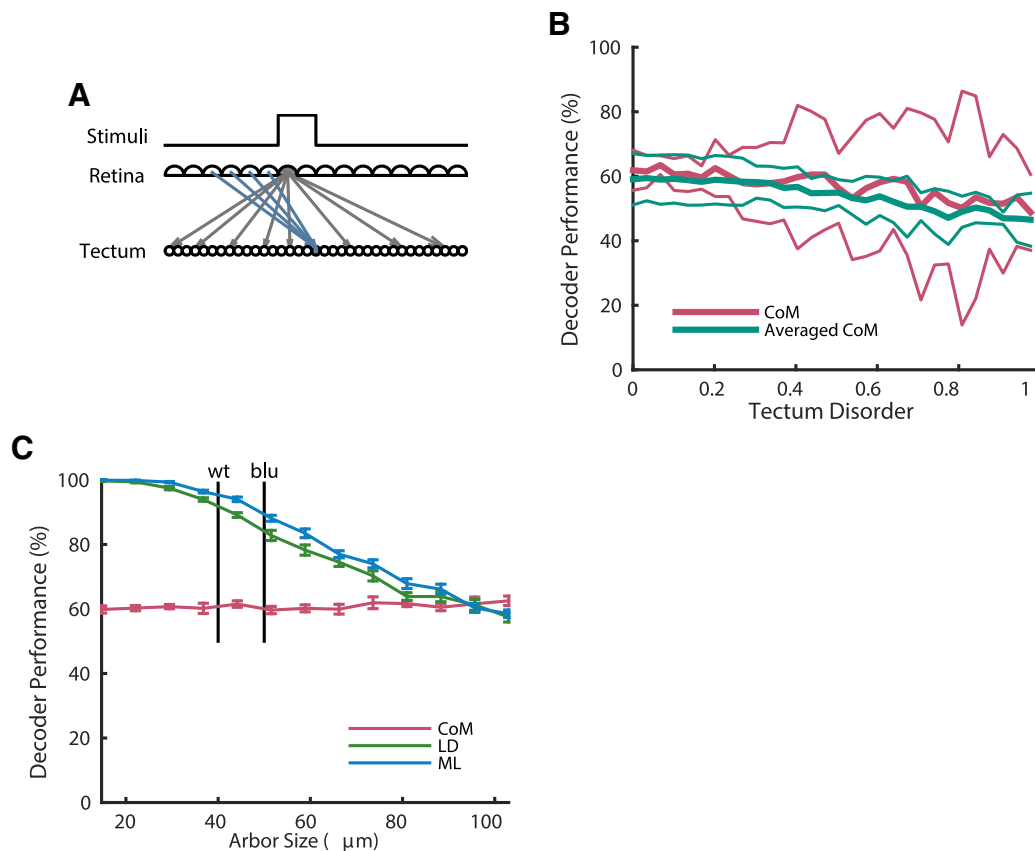 A
Stimuli
Retina
Tectum
B
Decoder Performance (%)
100
80
60
40
20
0
CoM
Averaged CoM
0 0.2 0.4 0.6 0.8 1
Tectum Disorder
C
Decoder Performance (%)
100
80
60
40
20
0
wt blu
CoM
LD
ML
20 40 60 80 100
Arbor Size ( μm)